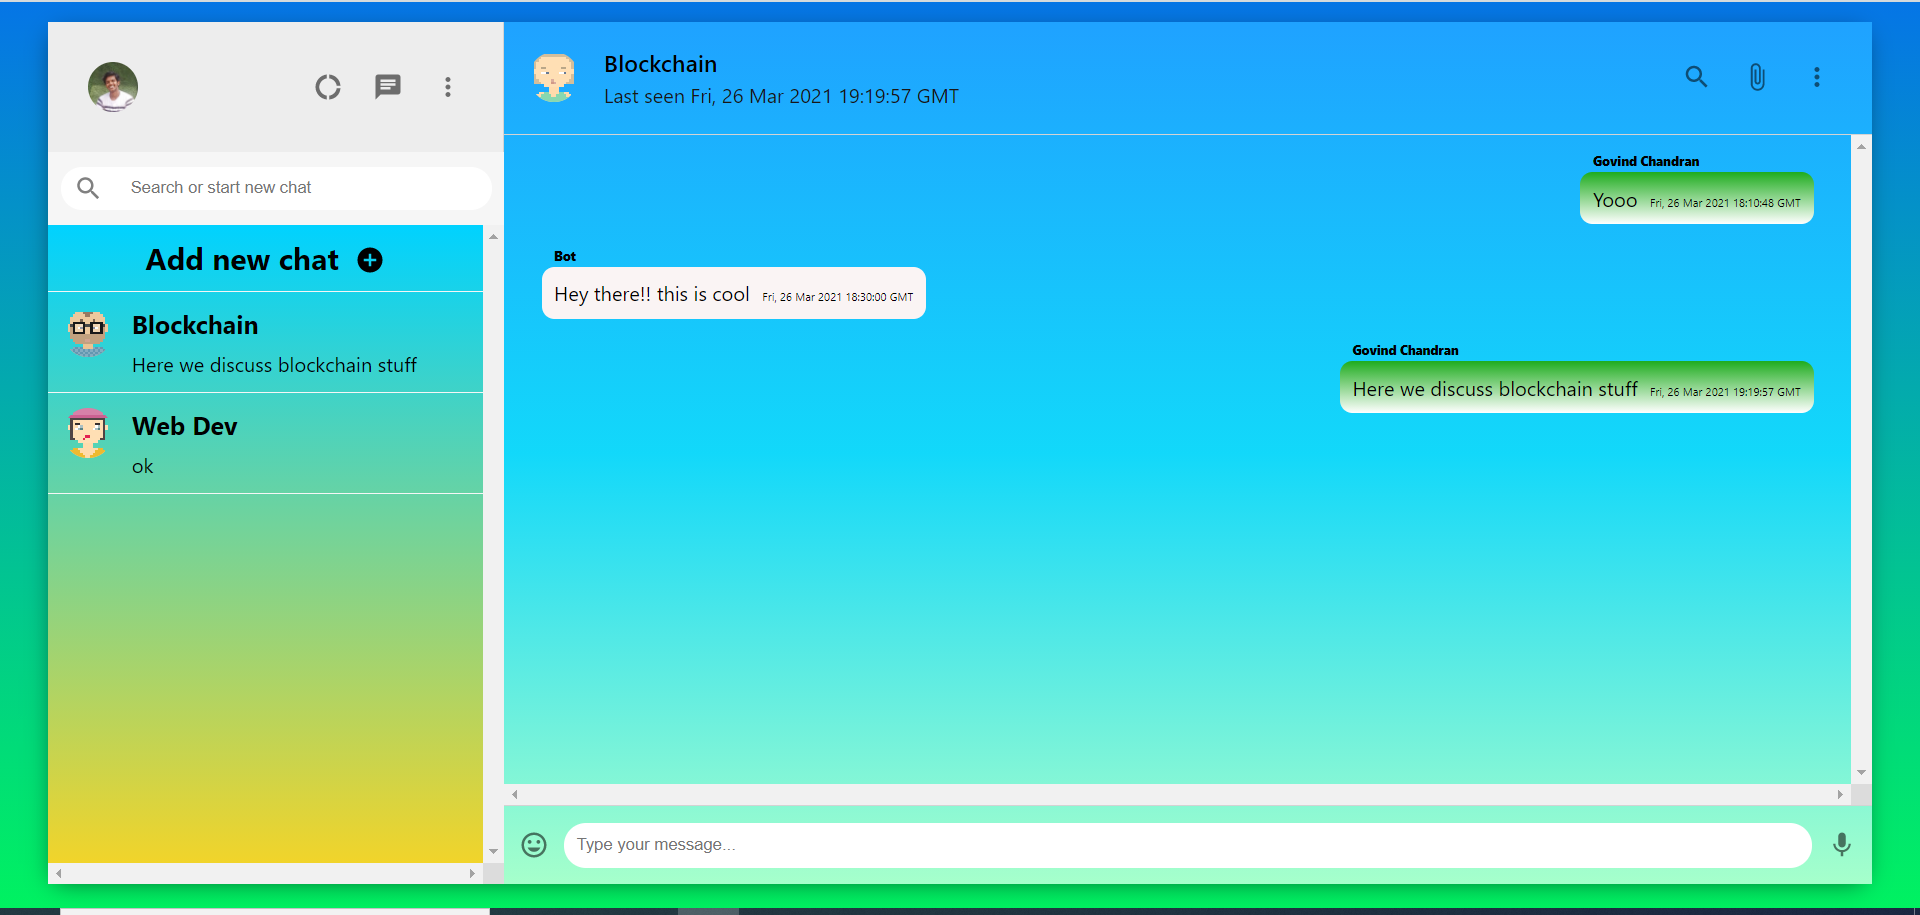 Search or start new chat
Add new chat
Blockchain
Here we discuss blockchain stuff
Web Dev
ok
Blockchain
Last seen Fri, 26 Mar 2021 19:19:57 GMT
Govind Chandran
Yooo Fri, 26 Mar 2021 18:10:48 GMT
Bot
Hey there!! this is cool Fri, 26 Mar 2021 18:30:00 GMT
Govind Chandran
Here we discuss blockchain stuff Fri, 26 Mar 2021 19:19:57 GMT
Type your message...